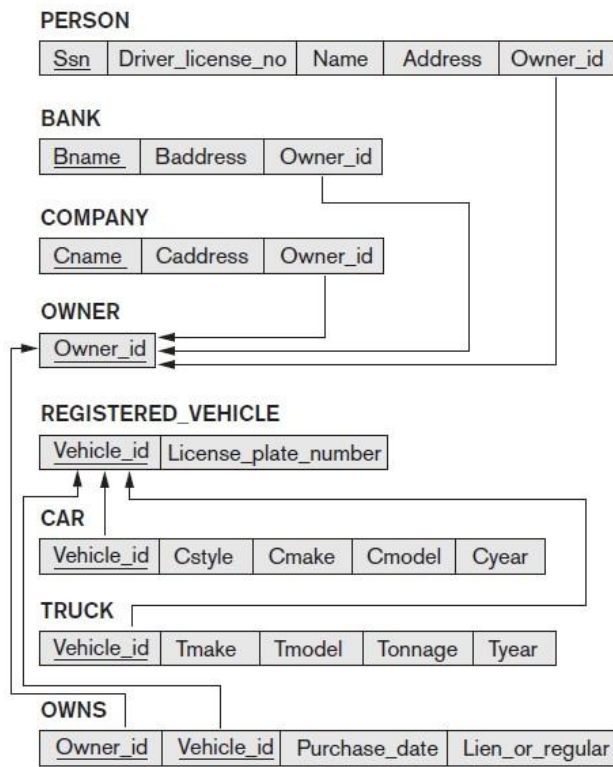 PERSON
Ssn Driver_license_no Name Address Owner_id
BANK
Bname Baddress Owner_id
COMPANY
Cname Caddress Owner_id
OWNER
Owner_id
REGISTERED_VEHICLE
Vehicle_id License_plate_number
CAR
Vehicle_id Cstyle Cmake Cmodel Cyear
TRUCK
Vehicle_id Tmake Tmodel Tonnage Tyear
OWNS
Owner_id Vehicle_id Purchase_date Lien_or_regular